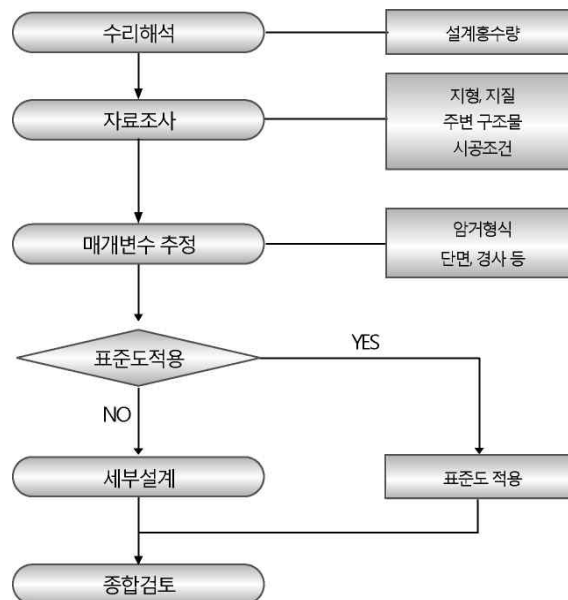 수리해석
설계홍수량
자료조사
지형, 지질
주변 구조물
시공조건
매개변수 추정
암거형식
단면, 경사 등
표준도적용
YES
NO
세부설계
표준도 적용
종합검토